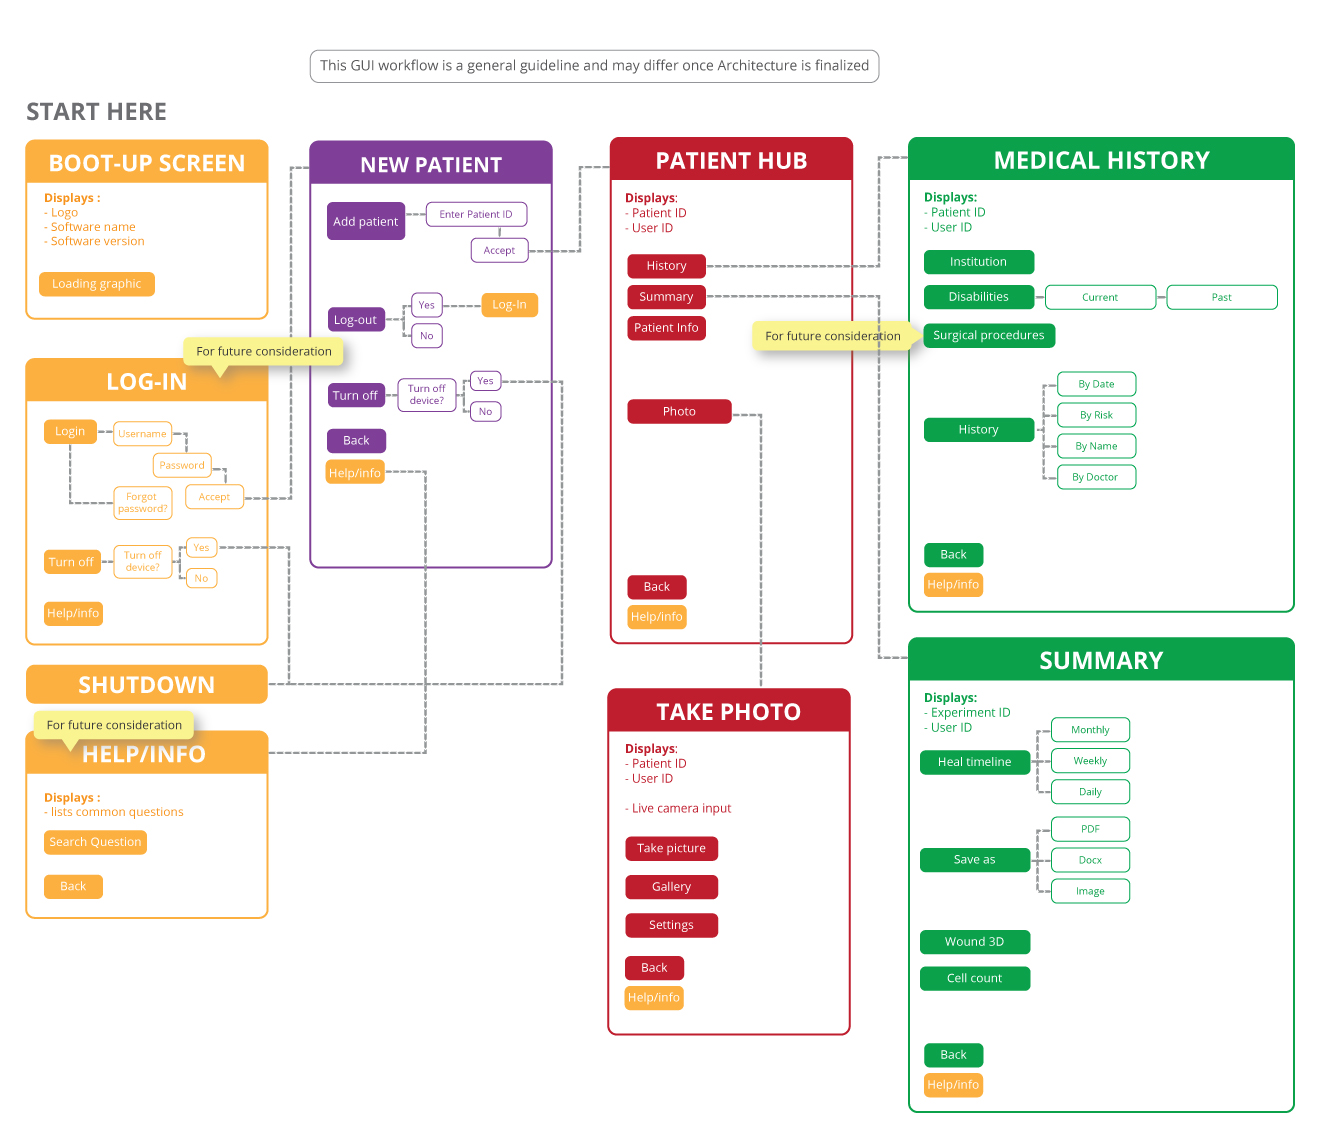 This GUI workflow is a general guideline and may differ once Architecture is finalized
START HERE
BOOT-UP SCREEN
Displays :
- Logo
- Software name
- Software version
Loading graphic
For future consideration
LOG-IN
Login
Username
Password
Accept
Forgot
password?
Turn off
Turn off
device?
Yes
No
Help/info
SHUTDOWN
For future consideration
HELP/INFO
Displays :
- lists common questions
Search Question
Back
NEW PATIENT
Add patient
Enter Patient ID
Accept
Log-out
Yes
No
Log-In
Turn off
Turn off
device?
Yes
No
Back
Help/info
PATIENT HUB
Displays:
- Patient ID
- User ID
History
Summary
Patient Info
Photo
Back
Help/info
TAKE PHOTO
Displays:
- Patient ID
- User ID
- Live camera input
Take picture
Gallery
Settings
Back
Help/info
MEDICAL HISTORY
Displays:
- Patient ID
- User ID
Institution
Disabilities
Current
Past
For future consideration
Surgical procedures
History
By Date
By Risk
By Name
By Doctor
Back
Help/info
SUMMARY
Displays:
- Experiment ID
- User ID
Heal timeline
Monthly
Weekly
Daily
Save as
PDF
Docx
Image
Wound 3D
Cell count
Back
Help/info